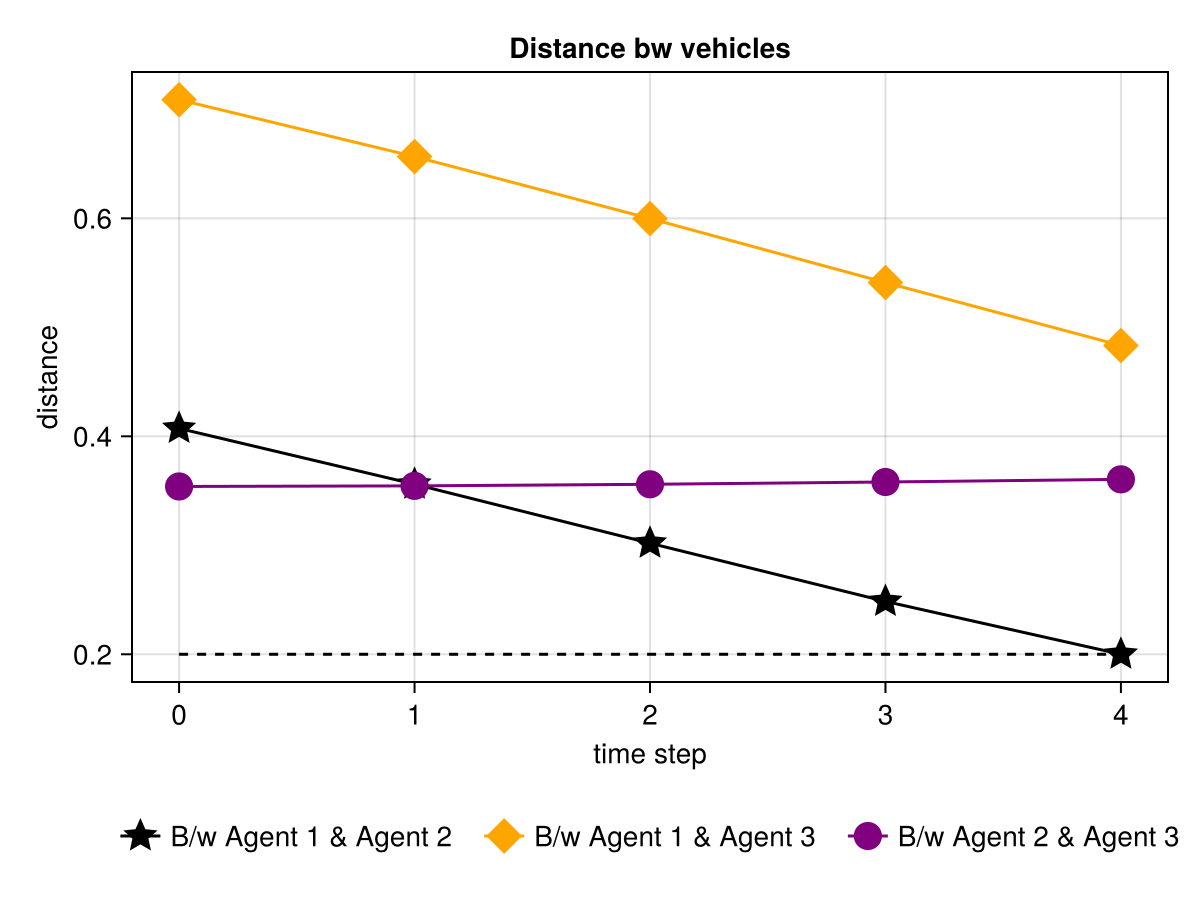 Distance bw vehicles
distance
0.6
0.4
0.2
0 1 2 3 4
time step
B/w Agent 1 & Agent 2 B/w Agent 1 & Agent 3 B/w Agent 2 & Agent 3